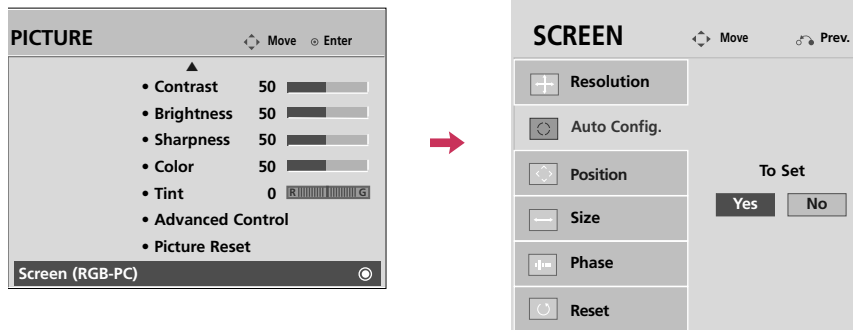 PICTURE Move Enter
• Contrast 50
• Brightness 50
• Sharpness 50
• Color 50
• Tint 0 R G
• Advanced Control
• Picture Reset
Screen (RGB-PC)
SCREEN Move Prev.
Resolution
Auto Config.
Position
Size
Phase
Reset
To Set
Yes No